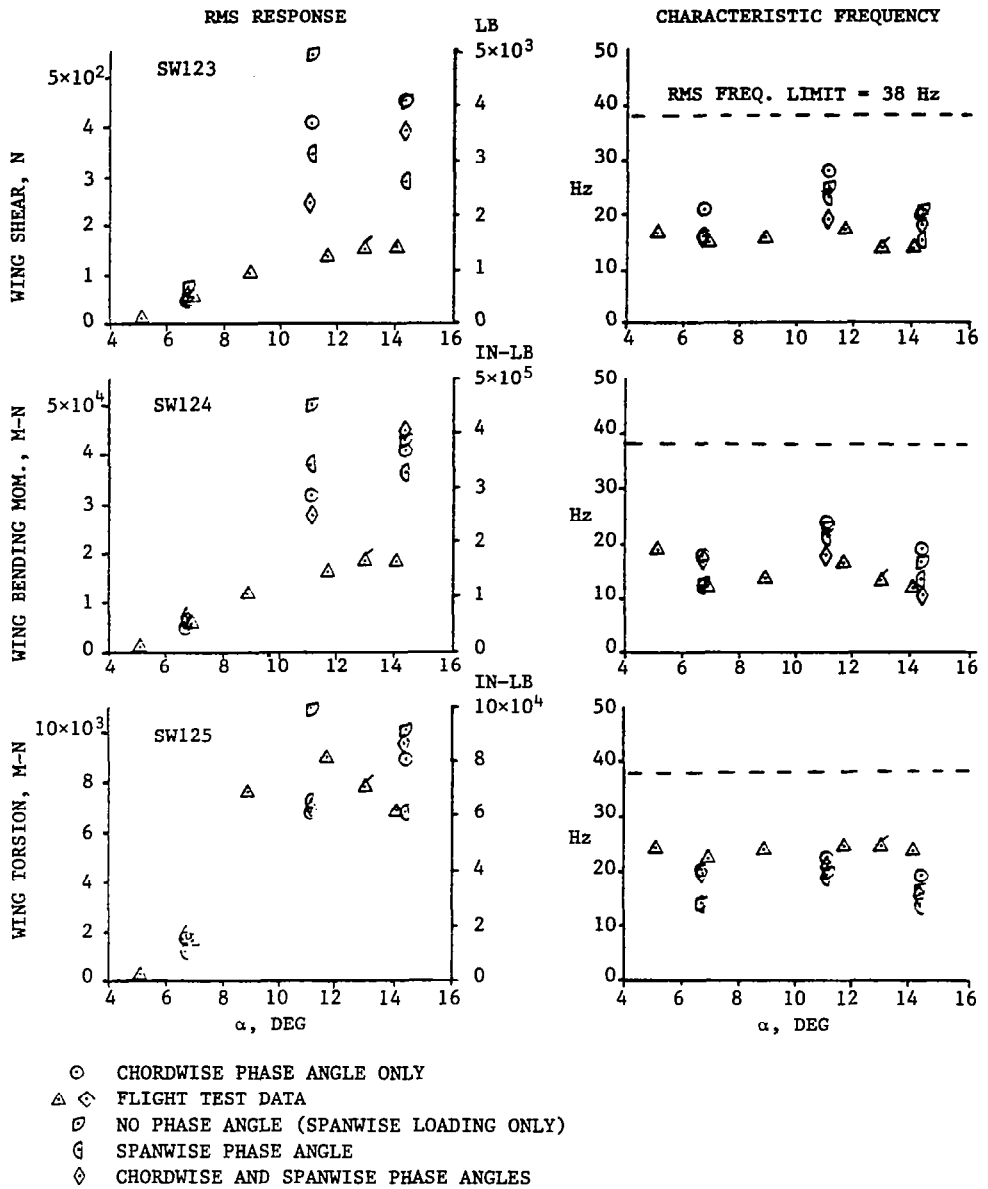 RMS RESPONSE
CHARACTERISTIC FREQUENCY
LB
WING SHEAR, N
5×10²
4
3
2
1
0
SW123
5×10³
4
3
2
1
0
4 6 8 10 12 14 16
50
40
30
Hz
20
10
0
RMS FREQ. LIMIT = 38 Hz
4 6 8 10 12 14 16
IN-LB
WING BENDING MOM., M-N
5×10⁴
4
3
2
1
0
SW124
5×10⁵
4
3
2
1
0
4 6 8 10 12 14 16
50
40
30
Hz
20
10
0
4 6 8 10 12 14 16
IN-LB
WING TORSION, M-N
10×10³
8
6
4
2
0
SW125
10×10⁴
8
6
4
2
0
4 6 8 10 12 14 16
α, DEG
50
40
30
Hz
20
10
0
4 6 8 10 12 14 16
α, DEG
CHORDWISE PHASE ANGLE ONLY
FLIGHT TEST DATA
NO PHASE ANGLE (SPANWISE LOADING ONLY)
SPANWISE PHASE ANGLE
CHORDWISE AND SPANWISE PHASE ANGLES